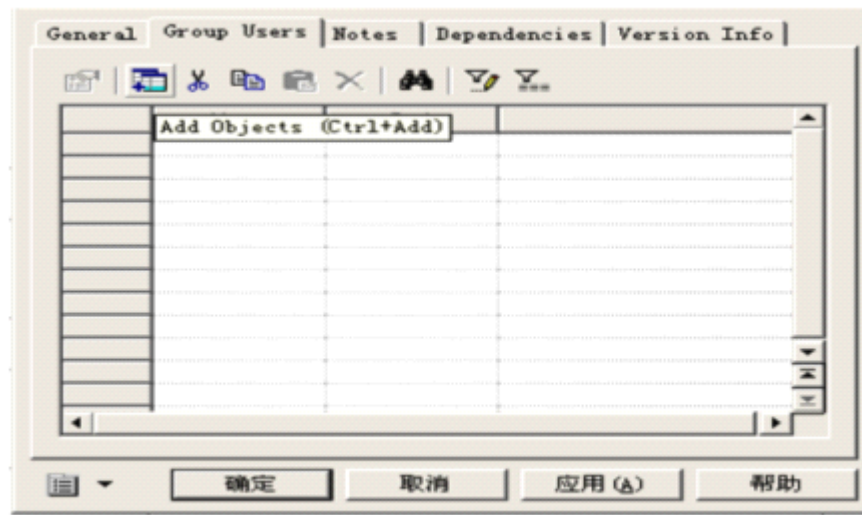 General Group Users Notes Dependencies Version Info
Add Objects (Ctrl+Add)
确定 取消 应用(A) 帮助